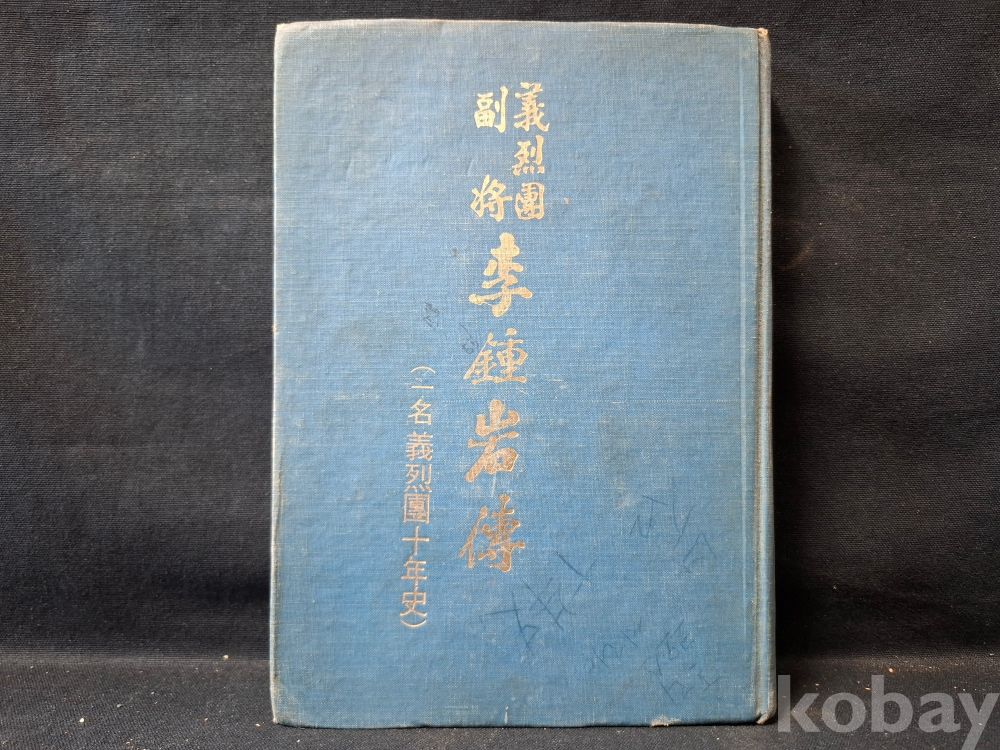 義烈團
副將
李鍾岩傳
(一名 義烈團十年史)
kobay